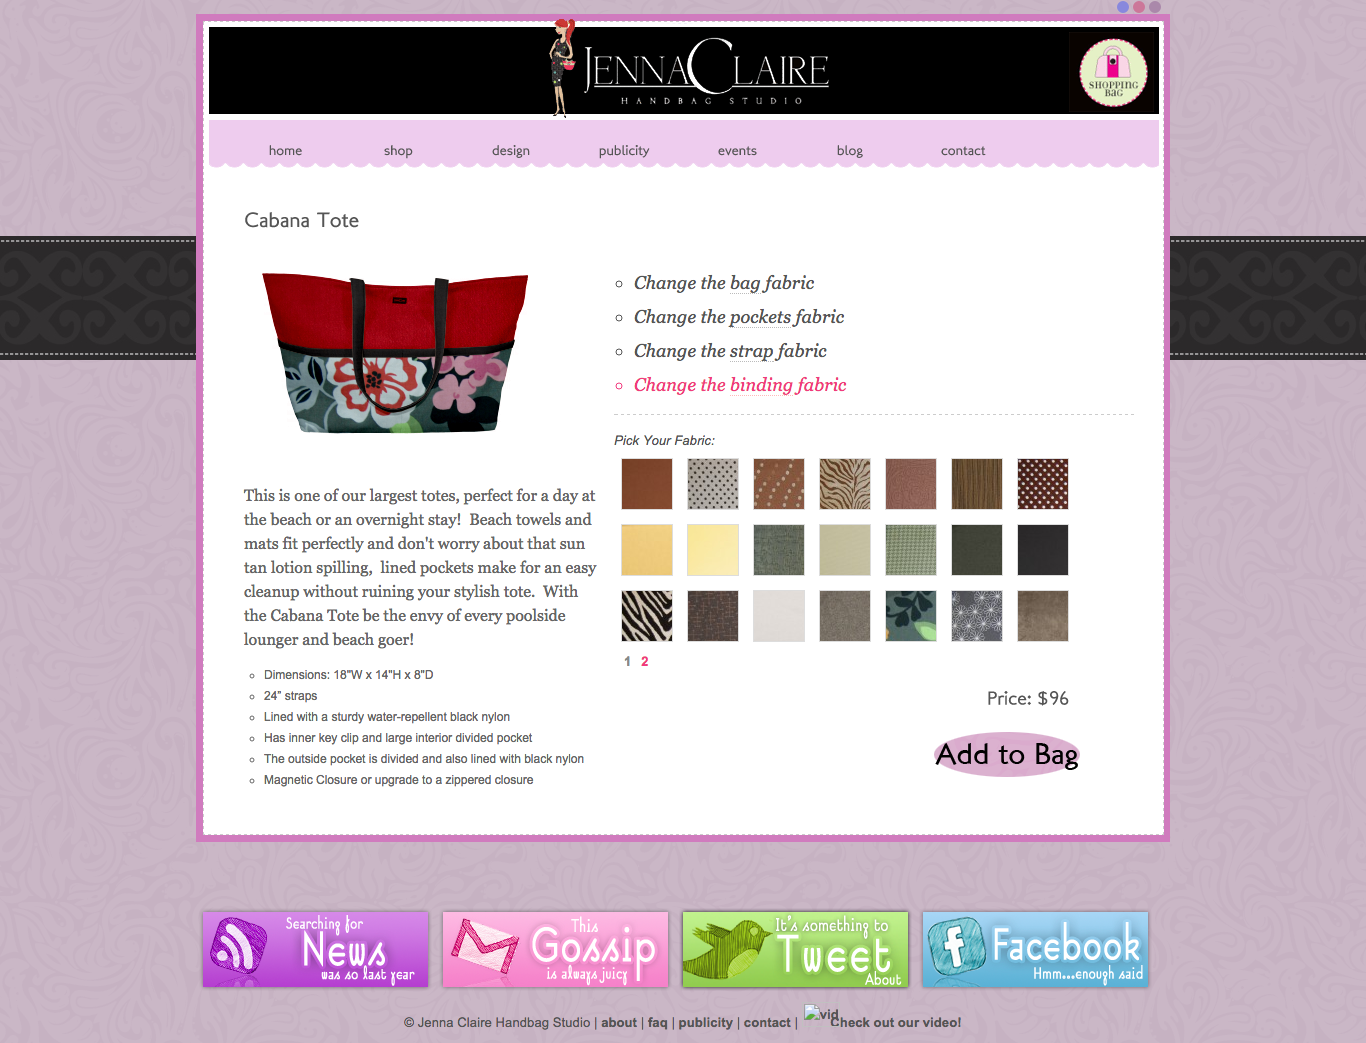 JENNA CLAIRE
HANDBAG STUDIO
SHOPPING
BAG
home shop design publicity events blog contact
Cabana Tote
Change the bag fabric
Change the pockets fabric
Change the strap fabric
Change the binding fabric
Pick Your Fabric:
This is one of our largest totes, perfect for a day at
the beach or an overnight stay! Beach towels and
mats fit perfectly and don't worry about that sun
tan lotion spilling, lined pockets make for an easy
cleanup without ruining your stylish tote. With
the Cabana Tote be the envy of every poolside
lounger and beach goer!
Dimensions: 18"W x 14"H x 8"D
24” straps
Lined with a sturdy water-repellent black nylon
Has inner key clip and large interior divided pocket
The outside pocket is divided and also lined with black nylon
Magnetic Closure or upgrade to a zippered closure
1 2
Price: $96
Add to Bag
Searching for
News
was so last year
This
Gossip
is always juicy
It's something to
Tweet
About
Facebook
Hmm...enough said
© Jenna Claire Handbag Studio | about | faq | publicity | contact | vid Check out our video!